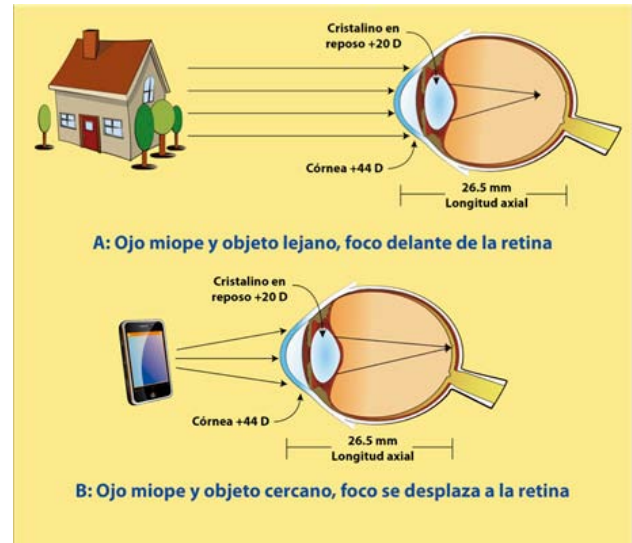 Cristalino en
reposo +20 D
Córnea +44 D
26.5 mm
Longitud axial
A: Ojo miope y objeto lejano, foco delante de la retina
Cristalino en
reposo +20 D
Córnea +44 D
26.5 mm
Longitud axial
B: Ojo miope y objeto cercano, foco se desplaza a la retina